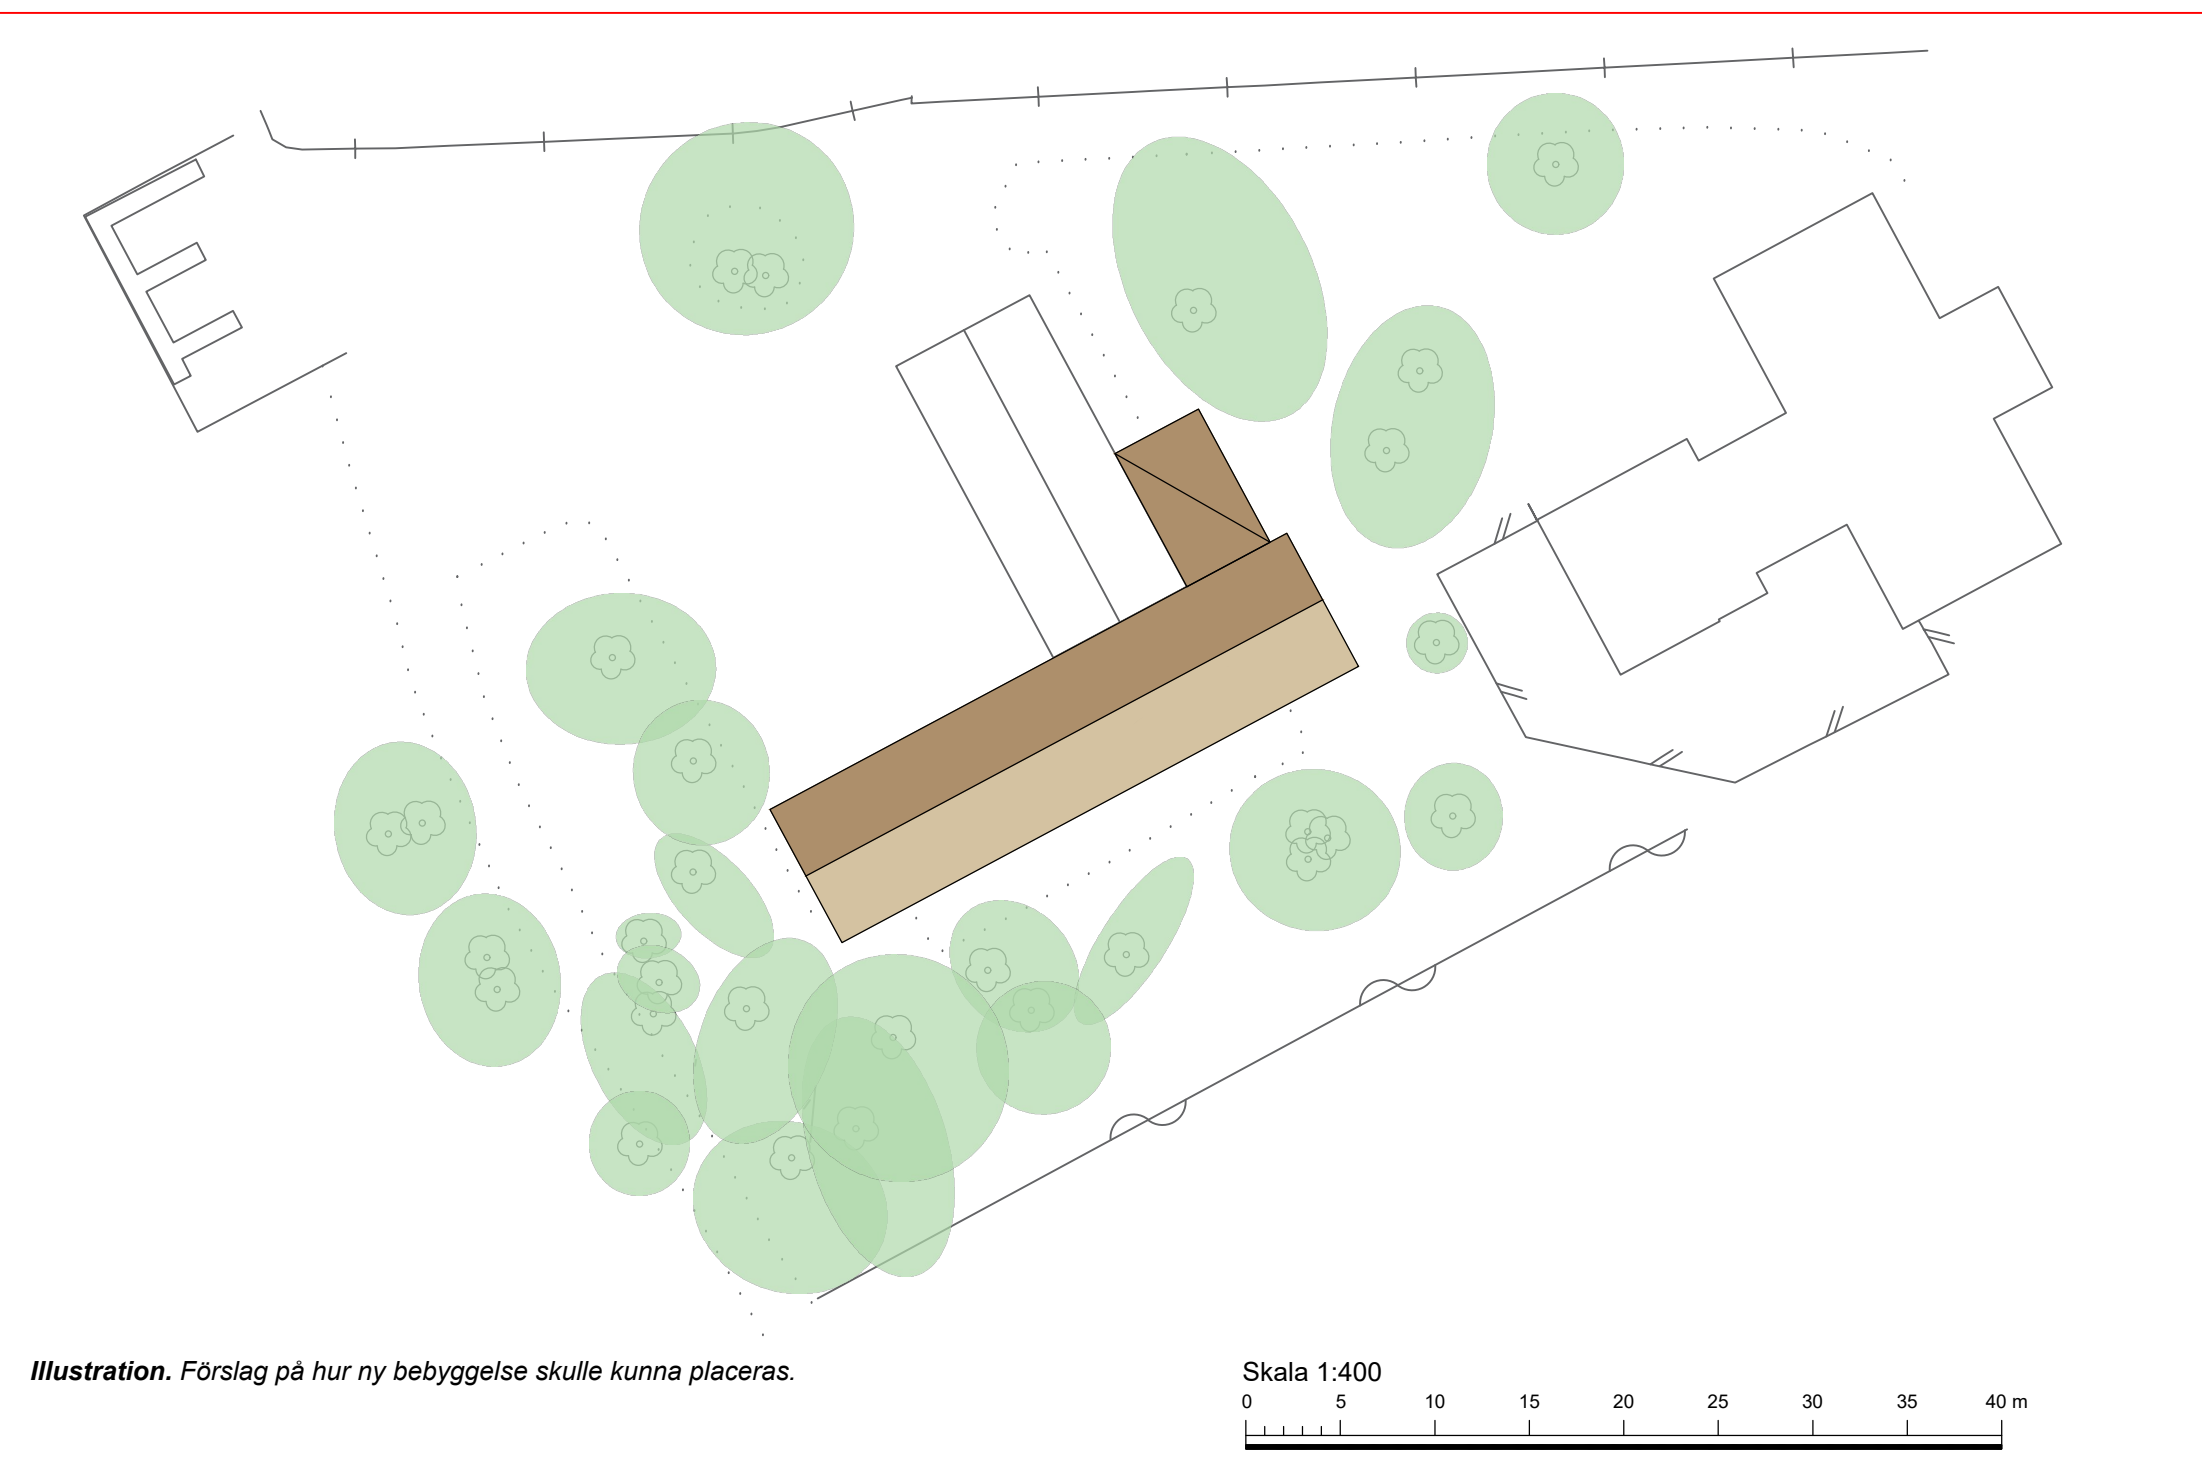 Illustration. Förslag på hur ny bebyggelse skulle kunna placeras.
Skala 1:400
0 5 10 15 20 25 30 35 40 m